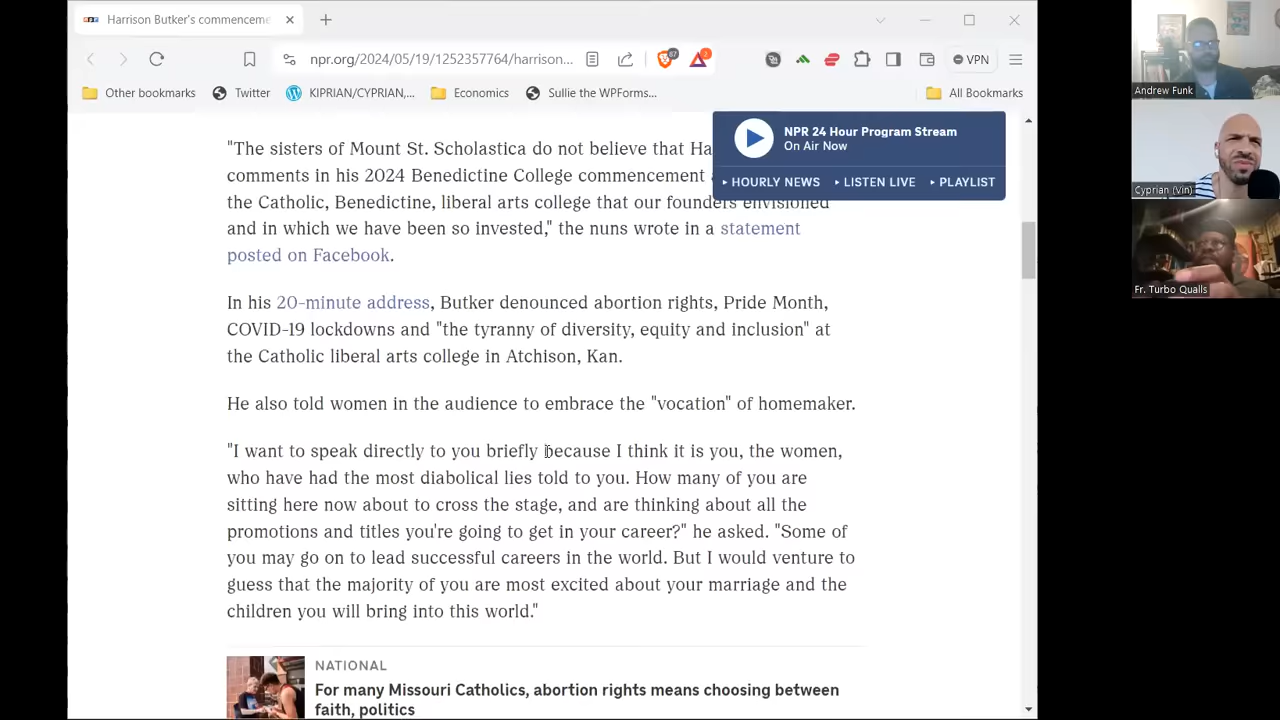 Harrison Butker's commenceme
npr.org/2024/05/19/1252357764/harrison...
VPN
Other bookmarks
Twitter
KIPRIAN/CYPRIAN,...
Economics
Sullie the WPForms...
All Bookmarks
NPR 24 Hour Program Stream
On Air Now
HOURLY NEWS
LISTEN LIVE
PLAYLIST
"The sisters of Mount St. Scholastica do not believe that Ha
comments in his 2024 Benedictine College commencement
the Catholic, Benedictine, liberal arts college that our founders envisioned
and in which we have been so invested," the nuns wrote in a statement
posted on Facebook.
In his 20-minute address, Butker denounced abortion rights, Pride Month,
COVID-19 lockdowns and "the tyranny of diversity, equity and inclusion" at
the Catholic liberal arts college in Atchison, Kan.
He also told women in the audience to embrace the "vocation" of homemaker.
"I want to speak directly to you briefly because I think it is you, the women,
who have had the most diabolical lies told to you. How many of you are
sitting here now about to cross the stage, and are thinking about all the
promotions and titles you're going to get in your career?" he asked. "Some of
you may go on to lead successful careers in the world. But I would venture to
guess that the majority of you are most excited about your marriage and the
children you will bring into this world."
NATIONAL
For many Missouri Catholics, abortion rights means choosing between
faith, politics
Andrew Funk
Cyprian (Vin)
Fr. Turbo Qualls